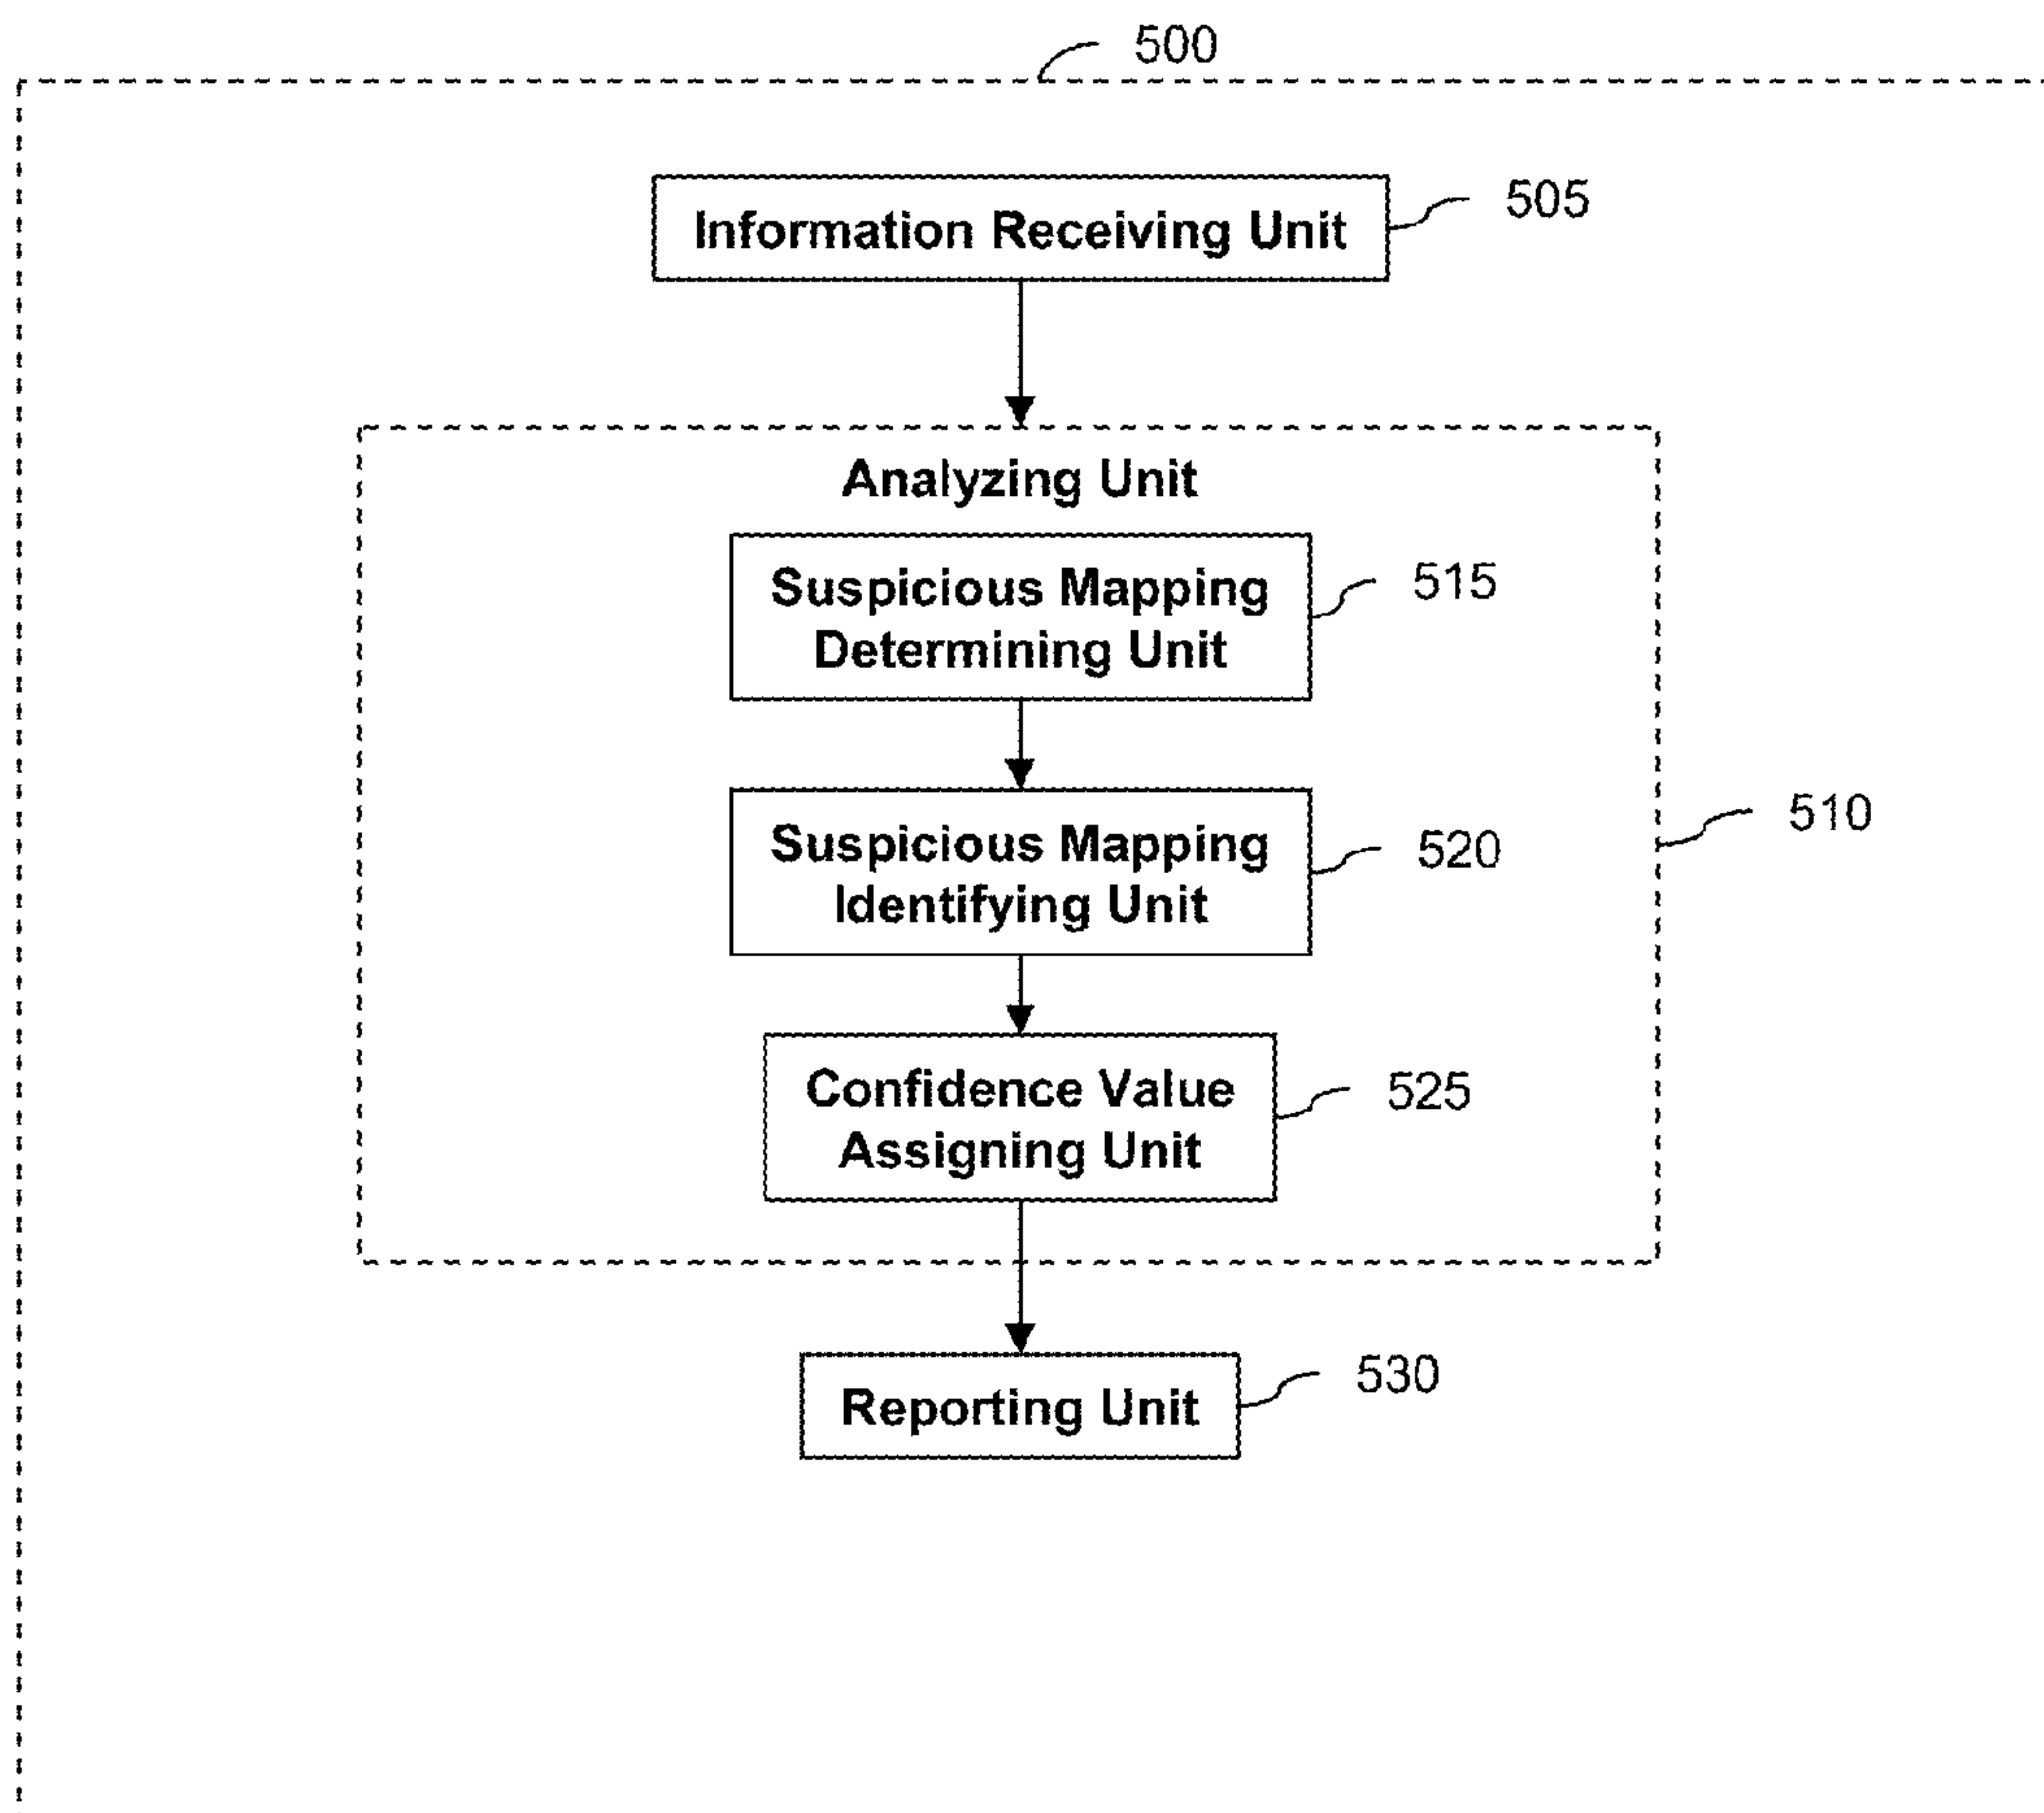 500
Information Receiving Unit
505
Analyzing Unit
Suspicious Mapping
Determining Unit
515
Suspicious Mapping
Identifying Unit
520
510
Confidence Value
Assigning Unit
525
Reporting Unit
530